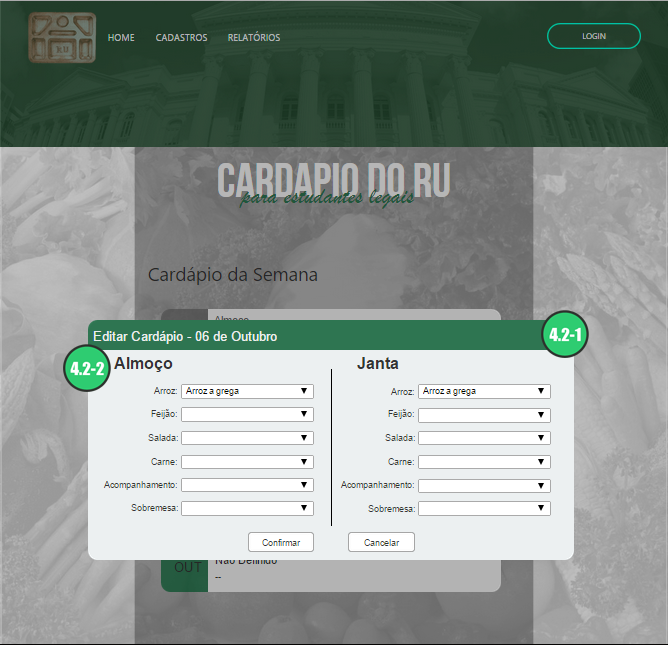 RU
HOME CADASTROS RELATÓRIOS LOGIN
CARDAPIO DO RU
para estudantes legais
Cardápio da Semana
Almoço
Editar Cardápio - 06 de Outubro
4.2-1
4.2-2
Almoço Janta
Arroz: Arroz a grega ▼ Arroz: Arroz a grega ▼
Feijão: ▼ Feijão: ▼
Salada: ▼ Salada: ▼
Carne: ▼ Carne: ▼
Acompanhamento: ▼ Acompanhamento: ▼
Sobremesa: ▼ Sobremesa: ▼
Confirmar Cancelar
OUT Não Definido
--